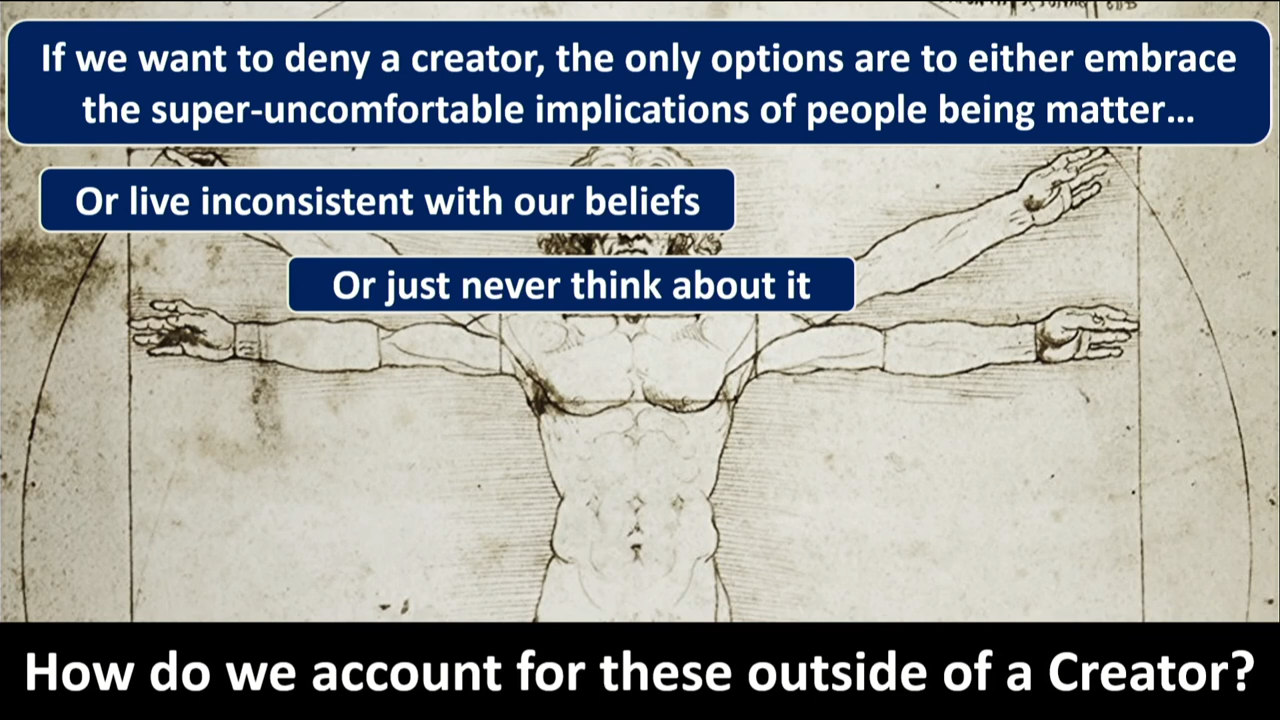 If we want to deny a creator, the only options are to either embrace
the super-uncomfortable implications of people being matter...
Or live inconsistent with our beliefs
Or just never think about it
How do we account for these outside of a Creator?